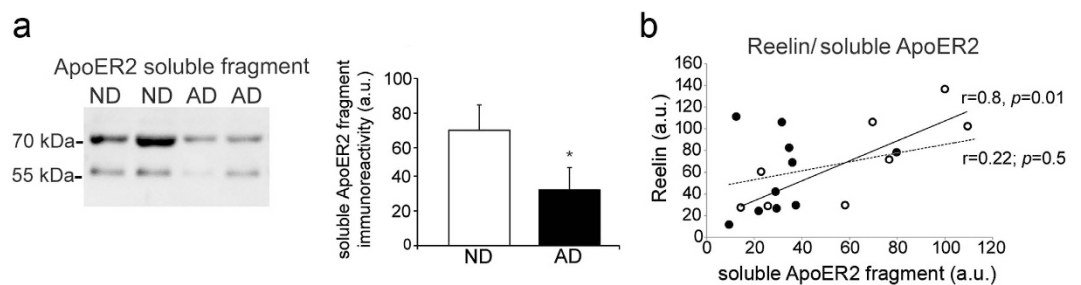 a
ApoER2 soluble fragment
ND ND AD AD
70 kDa-
55 kDa-
soluble ApoER2 fragment
immunoreactivity (a.u.)
100
80
60
40
20
0
*
ND AD
b
Reelin/ soluble ApoER2
Reelin (a.u.)
160
140
120
100
80
60
40
20
0
r=0.8, p=0.01
r=0.22; p=0.5
0 20 40 60 80 100 120
soluble ApoER2 fragment (a.u.)